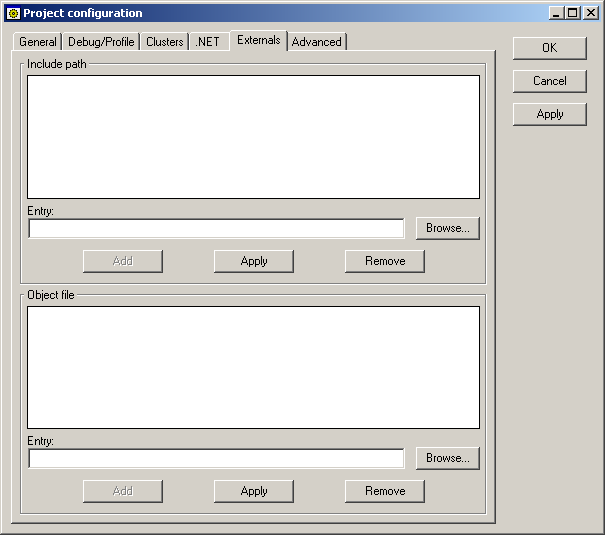 Project configuration
General Debug/Profile Clusters .NET Externals Advanced
OK
Cancel
Apply
Include path
Entry:
Browse...
Add Apply Remove
Object file
Entry:
Browse...
Add Apply Remove